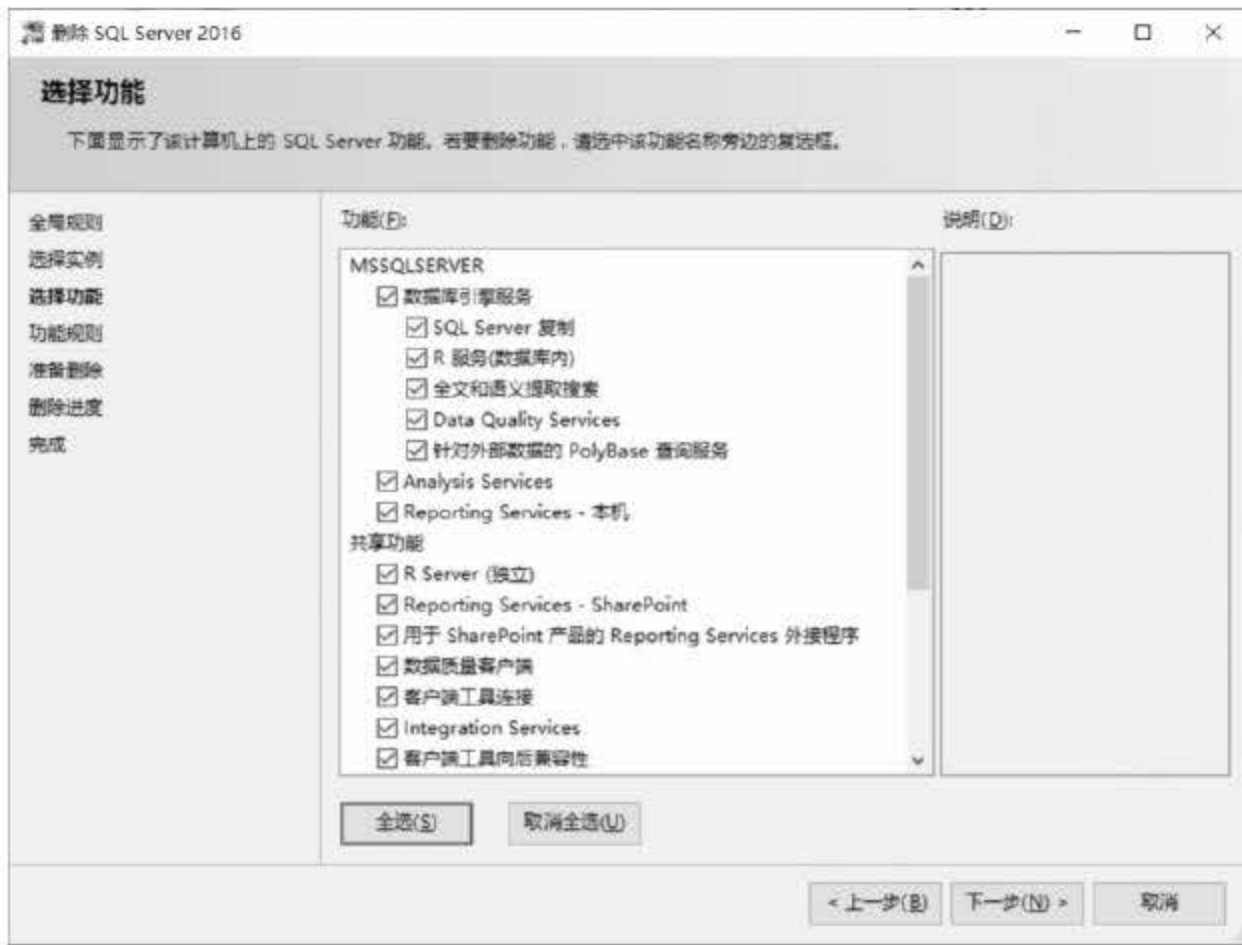 删除 SQL Server 2016
选择功能
下面显示了该计算机上的 SQL Server 功能。若要删除功能，请选中该功能名称旁边的复选框。
全局规则
选择实例
选择功能
功能规则
准备删除
删除进度
完成
功能(F):
MSSQLSERVER
数据库引擎服务
SQL Server 复制
R 服务(数据库内)
全文和语义提取搜索
Data Quality Services
针对外部数据的 PolyBase 查询服务
Analysis Services
Reporting Services - 本机
共享功能
R Server (独立)
Reporting Services - SharePoint
用于 SharePoint 产品的 Reporting Services 外接程序
数据质量客户端
客户端工具连接
Integration Services
客户端工具向后兼容性
说明(D):
全选(S)
取消全选(U)
< 上一步(B)
下一步(N) >
取消